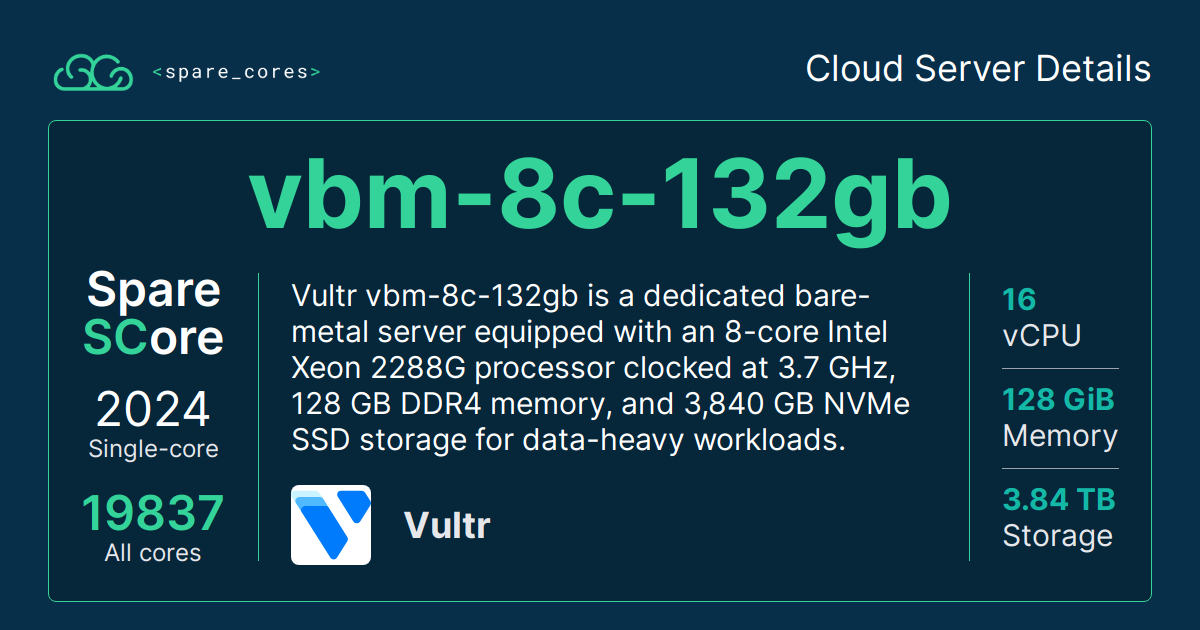 <spare_cores>
Cloud Server Details
vbm-8c-132gb
Spare
SCore
2024
Single-core
19837
All cores
Vultr vbm-8c-132gb is a dedicated bare-
metal server equipped with an 8-core Intel
Xeon 2288G processor clocked at 3.7 GHz,
128 GB DDR4 memory, and 3,840 GB NVMe
SSD storage for data-heavy workloads.
Vultr
16
vCPU
128 GiB
Memory
3.84 TB
Storage